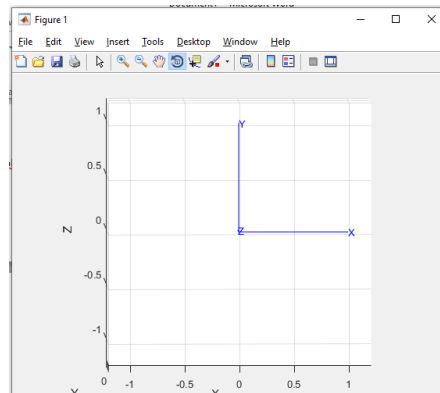 Figure 1
File Edit View Insert Tools Desktop Window Help
1
Y
0.5
Z
0
Z
X
-0.5
-1
0 -1 -0.5 0 0.5 1